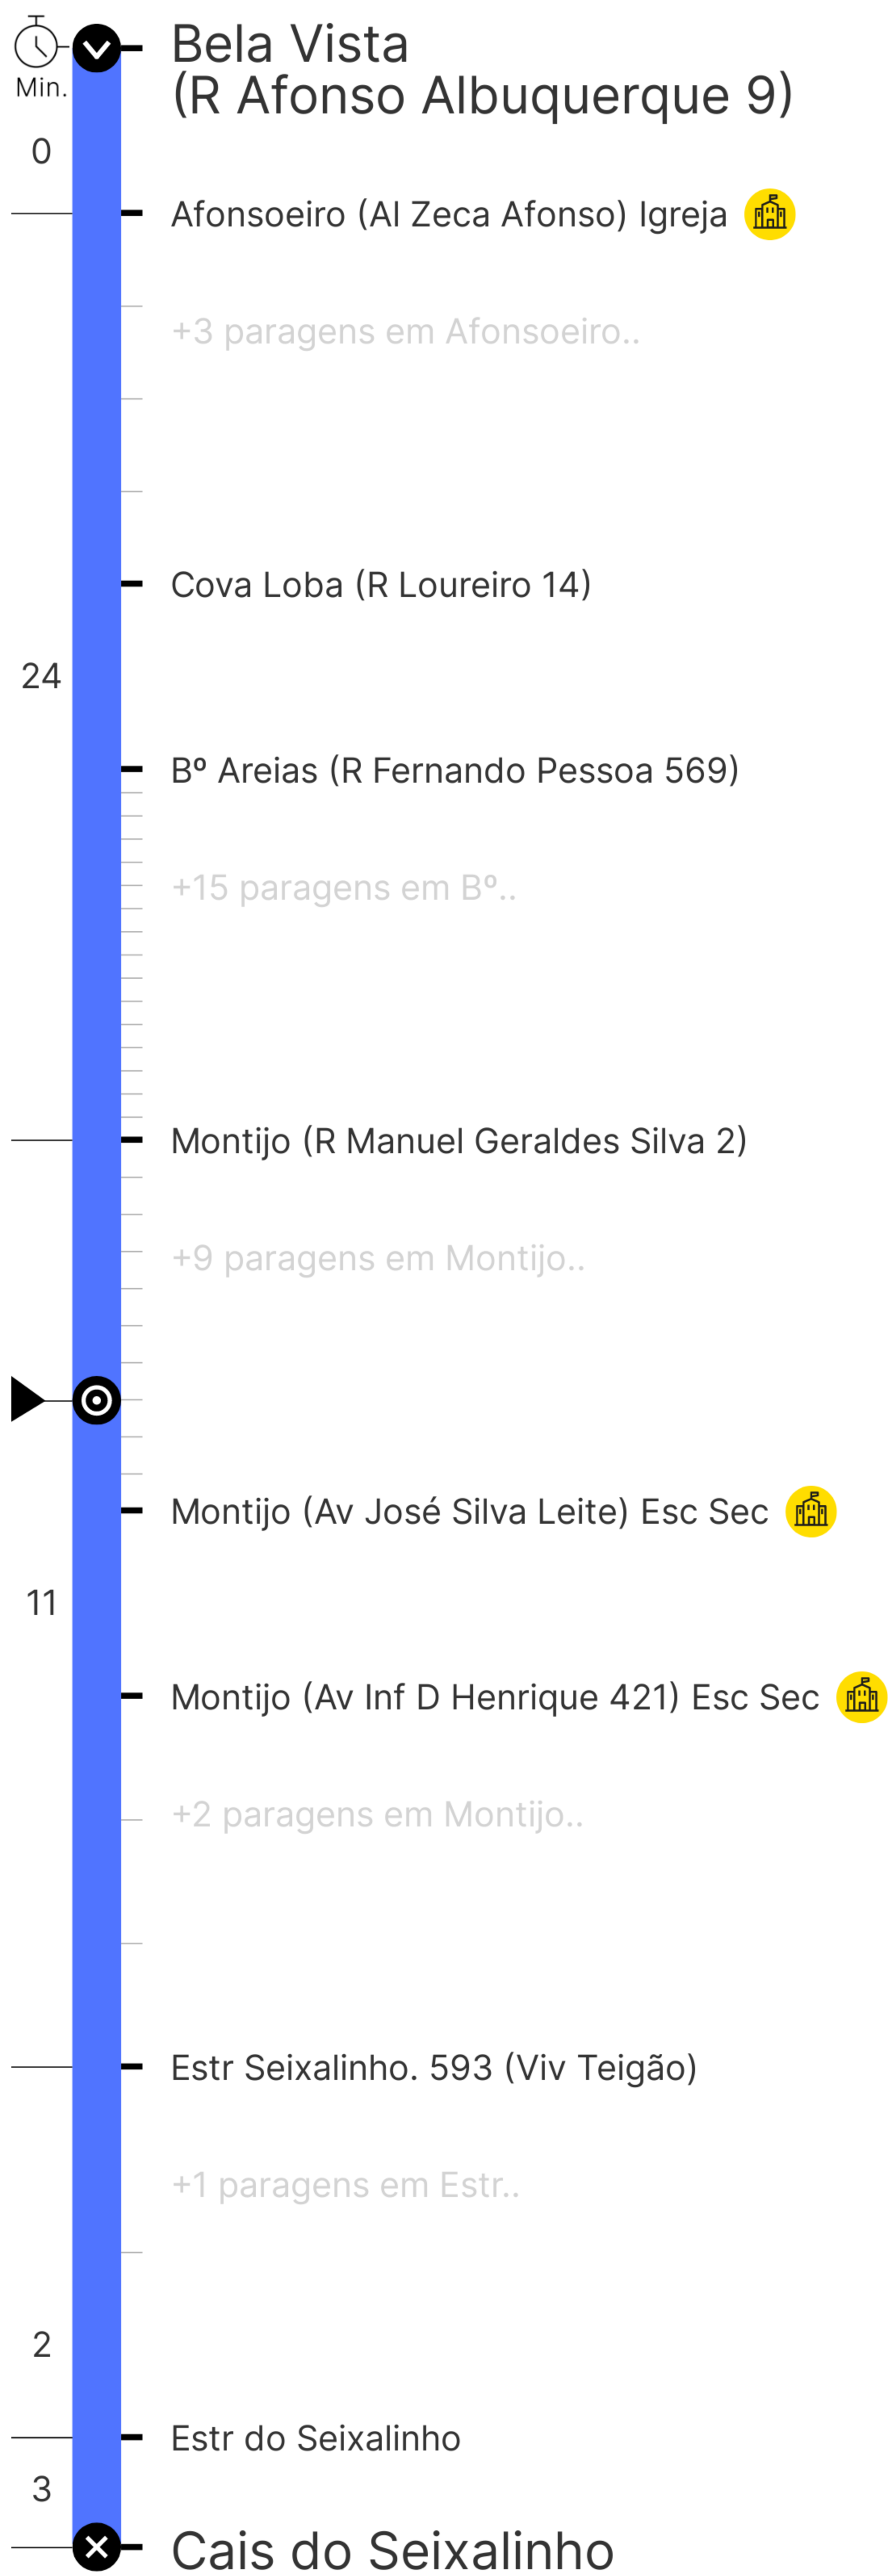 Bela Vista
(R Afonso Albuquerque 9)
Min.
0
Afonsoeiro (Al Zeca Afonso) Igreja
+3 paragens em Afonsoeiro..
Cova Loba (R Loureiro 14)
24
Bº Areias (R Fernando Pessoa 569)
+15 paragens em Bº..
Montijo (R Manuel Geraldes Silva 2)
+9 paragens em Montijo..
Montijo (Av José Silva Leite) Esc Sec
11
Montijo (Av Inf D Henrique 421) Esc Sec
+2 paragens em Montijo..
Estr Seixalinho. 593 (Viv Teigão)
+1 paragens em Estr..
2
Estr do Seixalinho
3
Cais do Seixalinho